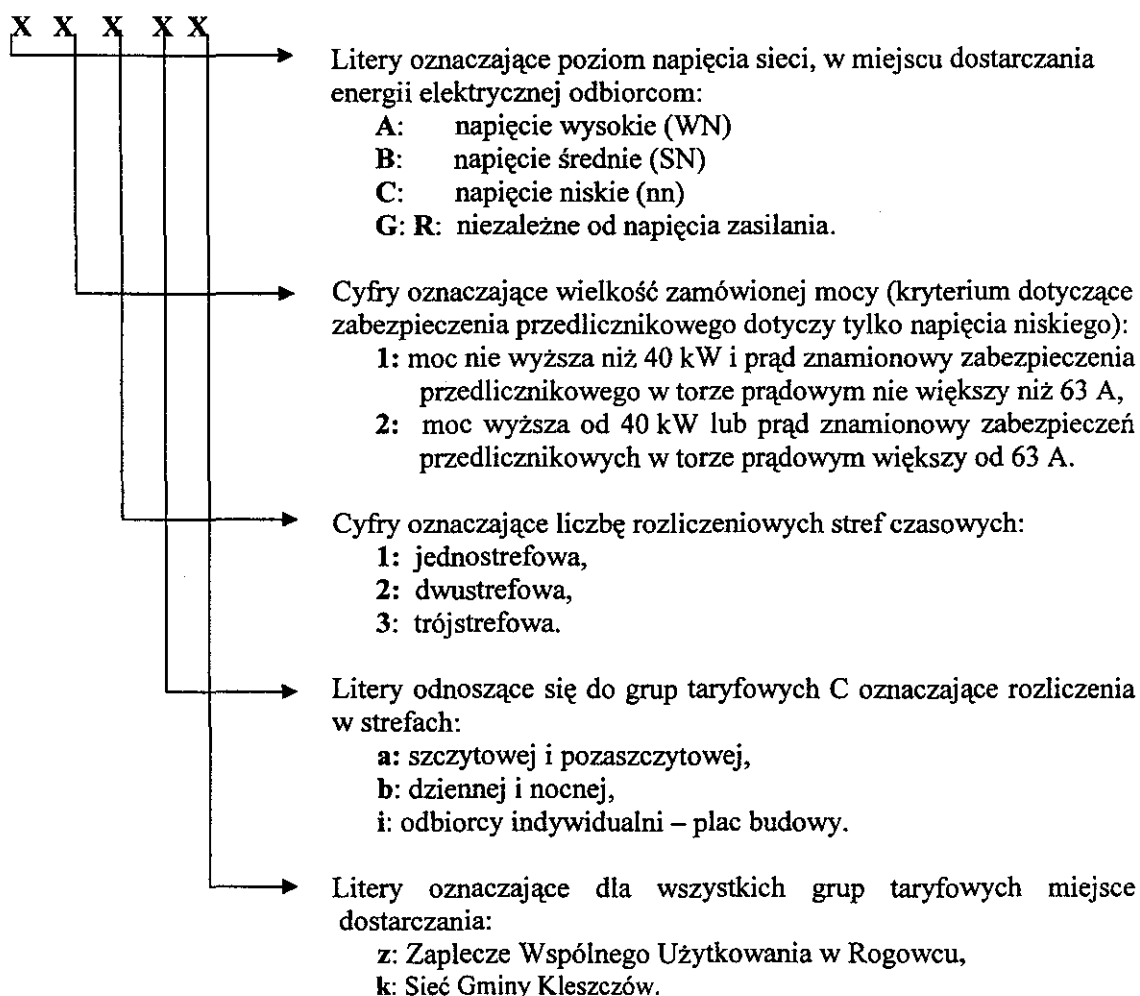 X X X X X
Litery oznaczające poziom napięcia sieci, w miejscu dostarczania
energii elektrycznej odbiorcom:
A: napięcie wysokie (WN)
B: napięcie średnie (SN)
C: napięcie niskie (nn)
G: R: niezależne od napięcia zasilania.
Cyfry oznaczające wielkość zamówionej mocy (kryterium dotyczące
zabezpieczenia przedlicznikowego dotyczy tylko napięcia niskiego):
1: moc nie wyższa niż 40 kW i prąd znamionowy zabezpieczenia
przedlicznikowego w torze prądowym nie większy niż 63 A,
2: moc wyższa od 40 kW lub prąd znamionowy zabezpieczeń
przedlicznikowych w torze prądowym większy od 63 A.
Cyfry oznaczające liczbę rozliczeniowych stref czasowych:
1: jednostrefowa,
2: dwustrefowa,
3: trójstrefowa.
Litery odnoszące się do grup taryfowych C oznaczające rozliczenia
w strefach:
a: szczytowej i pozaszczytowej,
b: dziennej i nocnej,
i: odbiorcy indywidualni – plac budowy.
Litery oznaczające dla wszystkich grup taryfowych miejsce
dostarczania:
z: Zaplecze Wspólnego Użytkowania w Rogowcu,
k: Sieć Gminy Kleszczów.